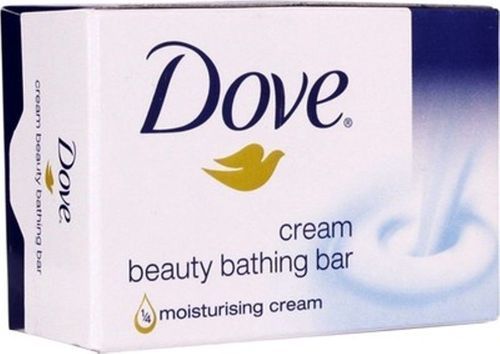 Dove®
cream
beauty bathing bar
¼ moisturising cream
Dove
cream beauty bathing bar